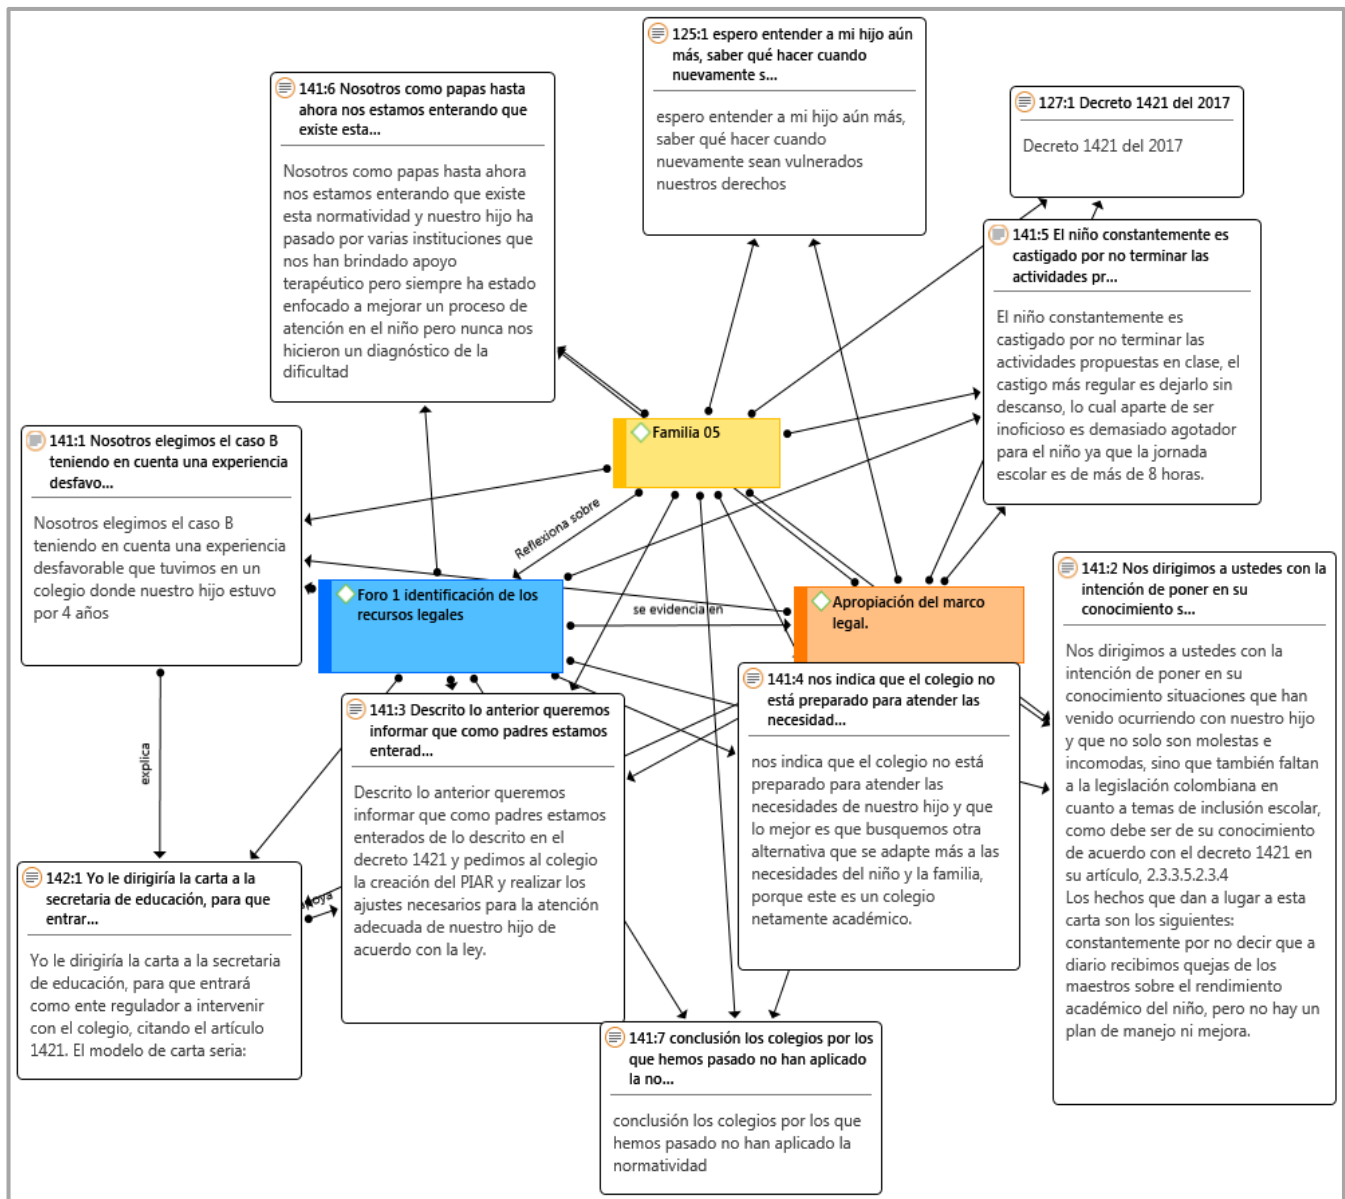 125:1 espero entender a mi hijo aún
más, saber qué hacer cuando
nuevamente s...
espero entender a mi hijo aún más,
saber qué hacer cuando
nuevamente sean vulnerados
nuestros derechos
141:6 Nosotros como papas hasta
ahora nos estamos enterando que
existe esta...
Nosotros como papas hasta ahora
nos estamos enterando que existe
esta normatividad y nuestro hijo ha
pasado por varias instituciones que
nos han brindado apoyo
terapéutico pero siempre ha estado
enfocado a mejorar un proceso de
atención en el niño pero nunca nos
hicieron un diagnóstico de la
dificultad
127:1 Decreto 1421 del 2017
Decreto 1421 del 2017
141:5 El niño constantemente es
castigado por no terminar las
actividades pr...
El niño constantemente es
castigado por no terminar las
actividades propuestas en clase, el
castigo más regular es dejarlo sin
descanso, lo cual aparte de ser
inoficioso es demasiado agotador
para el niño ya que la jornada
escolar es de más de 8 horas.
Familia 05
141:1 Nosotros elegimos el caso B
teniendo en cuenta una experiencia
desfavo...
Nosotros elegimos el caso B
teniendo en cuenta una experiencia
desfavorable que tuvimos en un
colegio donde nuestro hijo estuvo
por 4 años
Reflexiona sobre
Foro 1 identificación de los
recursos legales
se evidencia en
Apropiación del marco
legal.
141:2 Nos dirigimos a ustedes con la
intención de poner en su
conocimiento s...
Nos dirigimos a ustedes con la
intención de poner en su
conocimiento situaciones que han
venido ocurriendo con nuestro hijo
y que no solo son molestas e
incomodas, sino que también faltan
a la legislación colombiana en
cuanto a temas de inclusión escolar,
como debe ser de su conocimiento
de acuerdo con el decreto 1421 en
su artículo, 2.3.3.5.2.3.4
Los hechos que dan a lugar a esta
carta son los siguientes:
constantemente por no decir que a
diario recibimos quejas de los
maestros sobre el rendimiento
académico del niño, pero no hay un
plan de manejo ni mejora.
141:3 Descrito lo anterior queremos
informar que como padres estamos
enterad...
Descrito lo anterior queremos
informar que como padres estamos
enterados de lo descrito en el
decreto 1421 y pedimos al colegio
la creación del PIAR y realizar los
ajustes necesarios para la atención
adecuada de nuestro hijo de
acuerdo con la ley.
141:4 nos indica que el colegio no
está preparado para atender las
necesidad...
nos indica que el colegio no está
preparado para atender las
necesidades de nuestro hijo y que
lo mejor es que busquemos otra
alternativa que se adapte más a las
necesidades del niño y la familia,
porque este es un colegio
netamente académico.
explica
142:1 Yo le dirigiría la carta a la
secretaria de educación, para que
entrar...
Yo le dirigiría la carta a la secretaria
de educación, para que entrará
como ente regulador a intervenir
con el colegio, citando el artículo
1421. El modelo de carta seria:
141:7 conclusión los colegios por los
que hemos pasado no han aplicado
la no...
conclusión los colegios por los que
hemos pasado no han aplicado la
normatividad